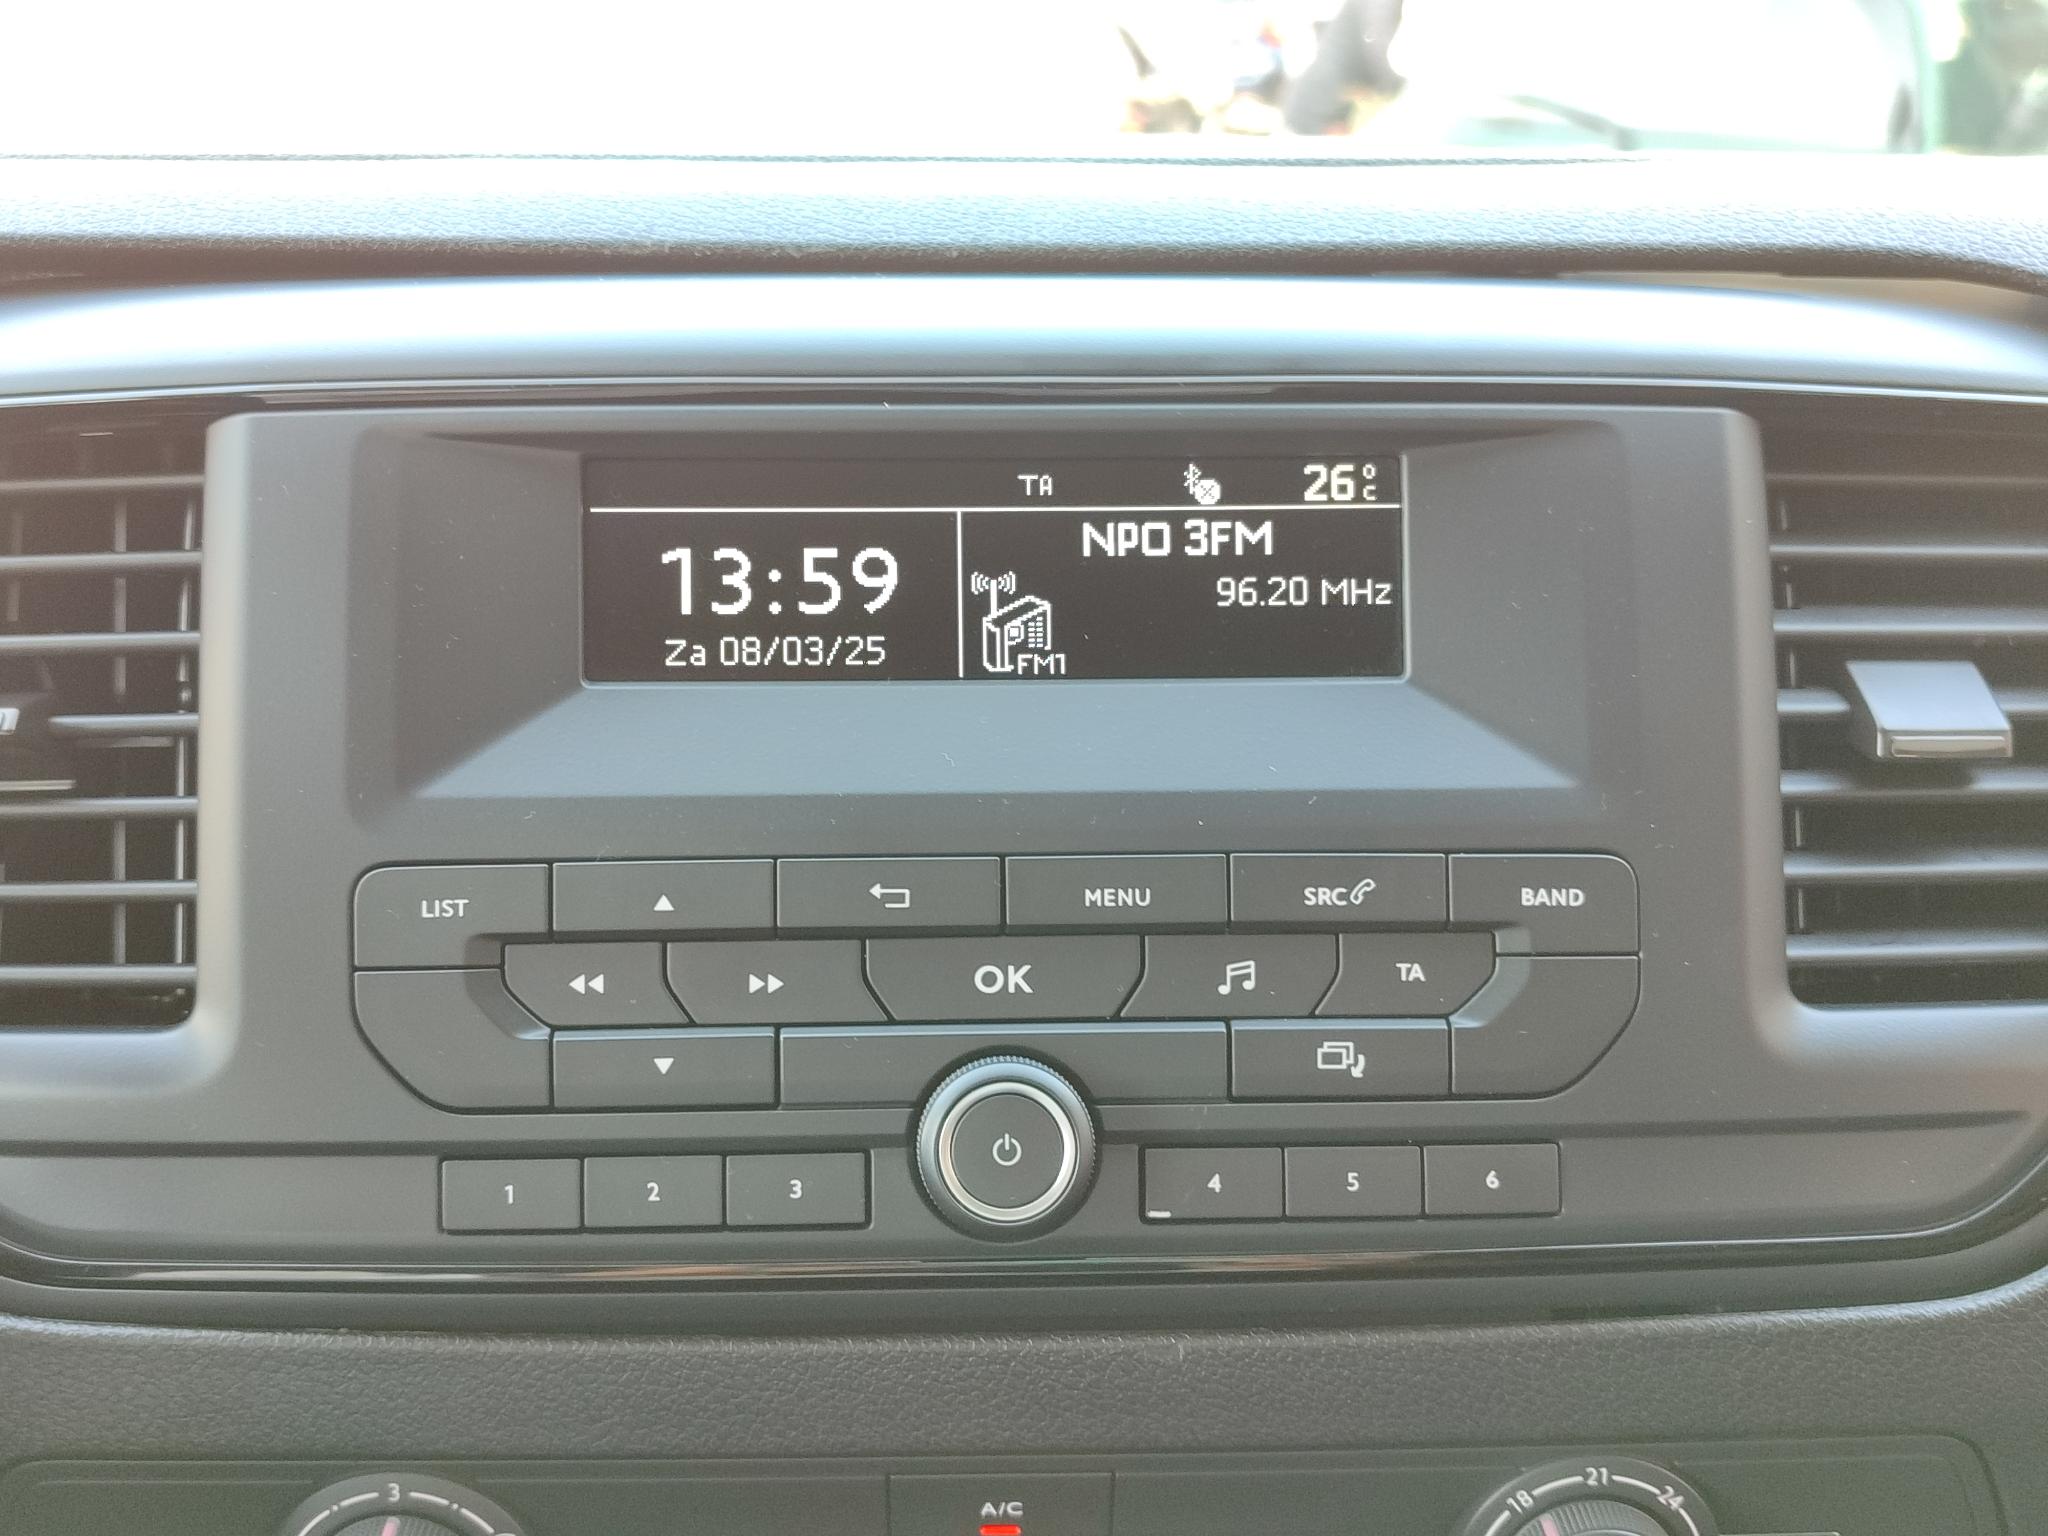 TA 26°C
13:59
Za 08/03/25
NPO 3FM
96.20 MHz
FM1
LIST MENU SRC BAND
OK TA
1 2 3 4 5 6
3
A/C
18 21 24